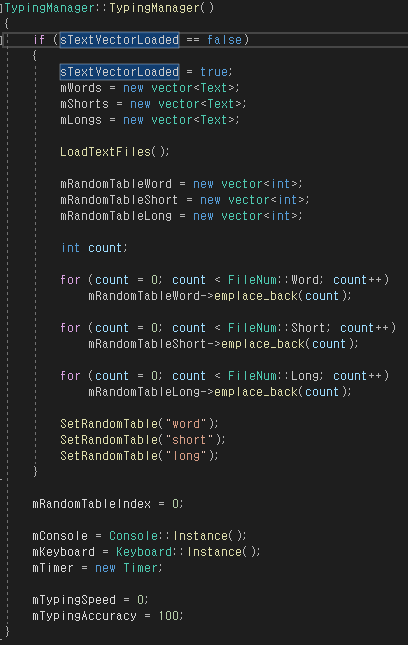 TypingManager::TypingManager()
{
if (sTextVectorLoaded == false)
{
sTextVectorLoaded = true;
mWords = new vector<Text>;
mShorts = new vector<Text>;
mLongs = new vector<Text>;
LoadTextFiles();
mRandomTableWord = new vector<int>;
mRandomTableShort = new vector<int>;
mRandomTableLong = new vector<int>;
int count;
for (count = 0; count < FileNum::Word; count++)
mRandomTableWord->emplace_back(count);
for (count = 0; count < FileNum::Short; count++)
mRandomTableShort->emplace_back(count);
for (count = 0; count < FileNum::Long; count++)
mRandomTableLong->emplace_back(count);
SetRandomTable("word");
SetRandomTable("short");
SetRandomTable("long");
}
mRandomTableIndex = 0;
mConsole = Console::Instance();
mKeyboard = Keyboard::Instance();
mTimer = new Timer;
mTypingSpeed = 0;
mTypingAccuracy = 100;
}